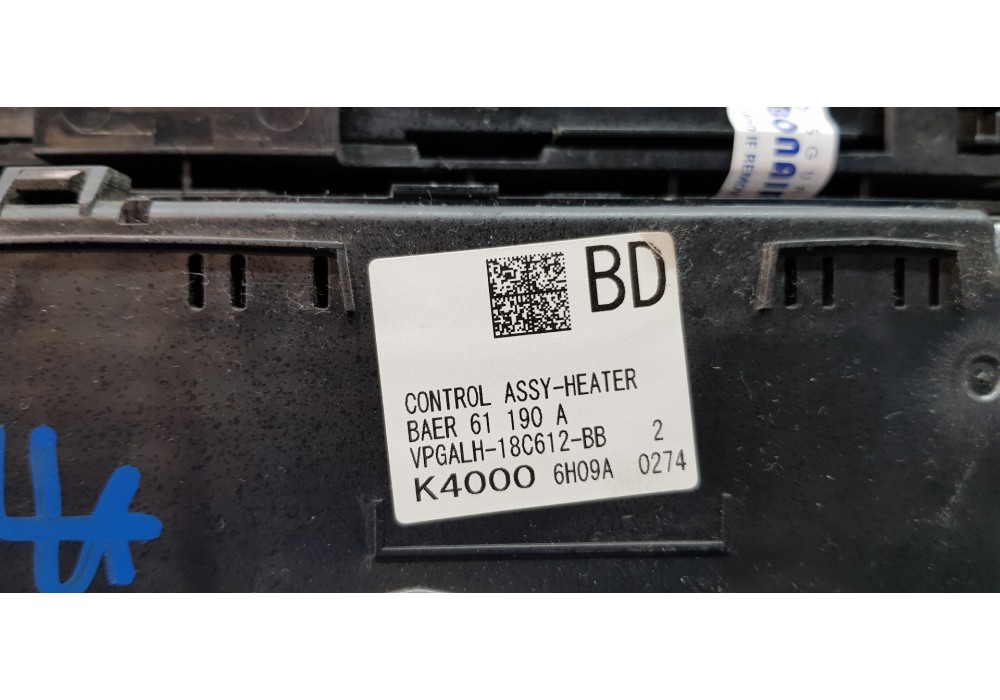 BD
CONTROL ASSY-HEATER
BAER 61 190 A
VPGALH-18C612-BB 2
K4000 6H09A 0274